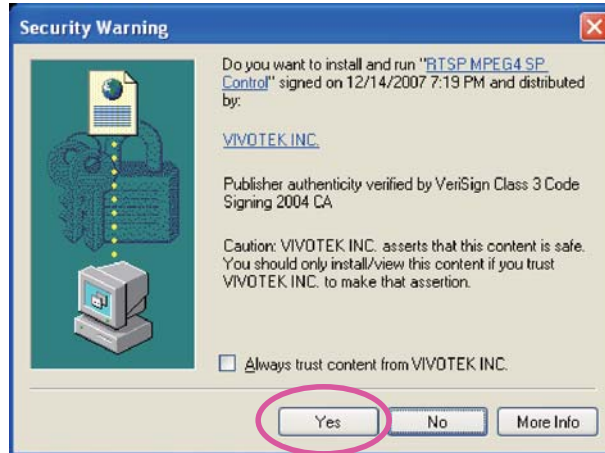 Security Warning
Do you want to install and run "RTSP MPEG4 SP
Control" signed on 12/14/2007 7:19 PM and distributed
by:
VIVOTEK INC.
Publisher authenticity verified by VeriSign Class 3 Code
Signing 2004 CA
Caution: VIVOTEK INC. asserts that this content is safe.
You should only install/view this content if you trust
VIVOTEK INC. to make that assertion.
Always trust content from VIVOTEK INC.
Yes No More Info